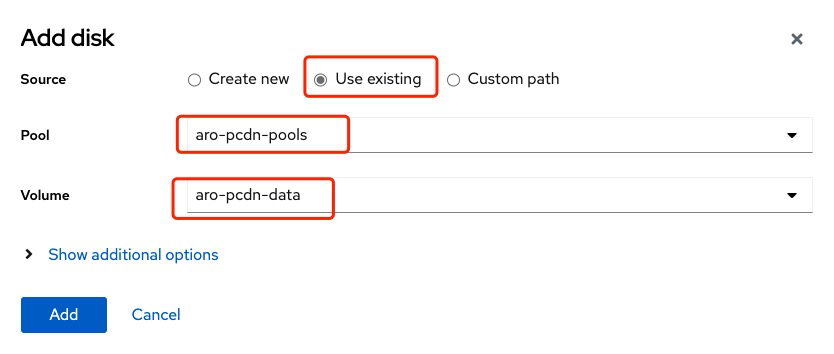 Add disk
Source Create new Use existing Custom path
Pool aro-pcdn-pools
Volume aro-pcdn-data
Show additional options
Add Cancel